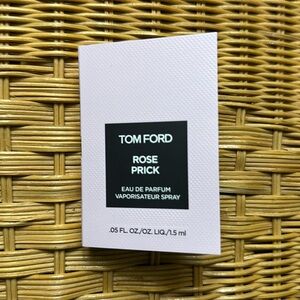 TOM FORD
ROSE
PRICK
EAU DE PARFUM
VAPORISATEUR SPRAY
.05 FL. OZ./OZ. LIQ./1.5 ml